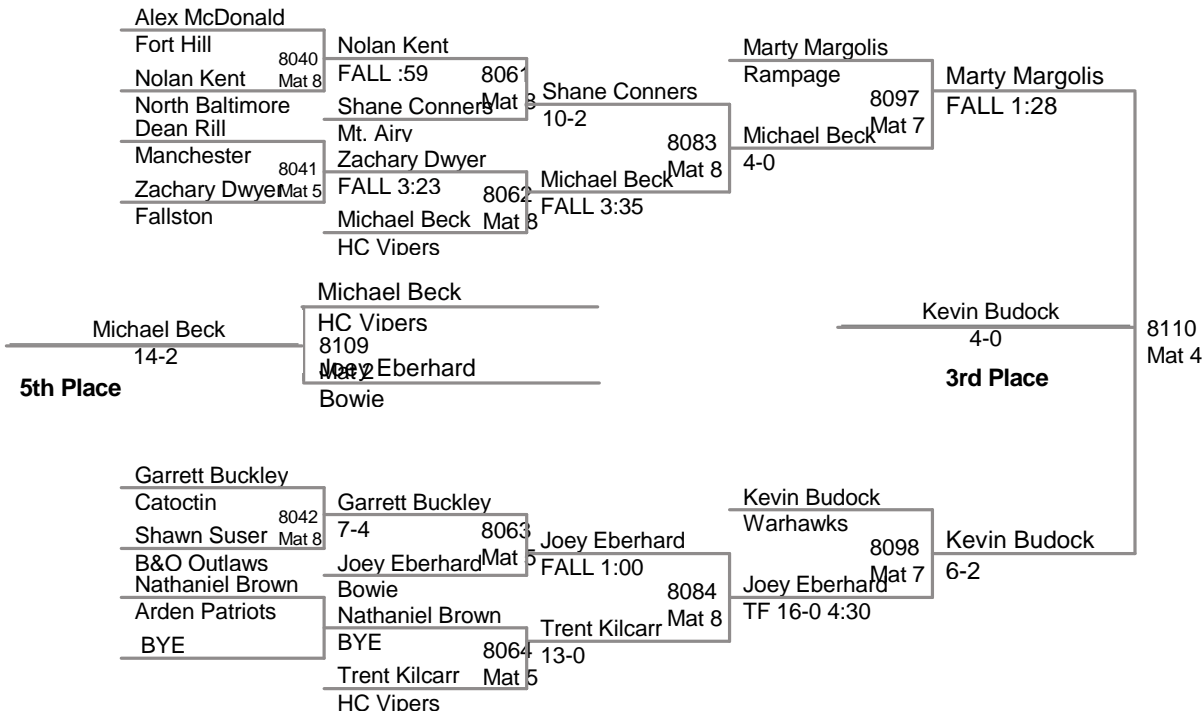 Alex McDonald
Fort Hill
8040
Mat 8
Nolan Kent
North Baltimore
Dean Rill
Manchester
8041
Mat 5
Zachary Dwyer
Fallston
Nolan Kent
FALL :59
8061
Mat 8
Shane Conners
Mt. Airy
Zachary Dwyer
FALL 3:23
8062
Mat 8
Michael Beck
HC Vipers
Shane Conners
10-2
8083
Mat 8
Michael Beck
FALL 3:35
Marty Margolis
Rampage
8097
Mat 7
Michael Beck
4-0
Marty Margolis
FALL 1:28
Michael Beck
14-2
5th Place
Michael Beck
HC Vipers
8109
Mat 2
Joey Eberhard
Bowie
Kevin Budock
4-0
3rd Place
8110
Mat 4
Garrett Buckley
Catoctin
8042
Mat 8
Shawn Suser
B&O Outlaws
Nathaniel Brown
Arden Patriots
BYE
Garrett Buckley
7-4
8063
Mat 5
Joey Eberhard
Bowie
Nathaniel Brown
BYE
8064
Mat 5
Trent Kilcarr
HC Vipers
Joey Eberhard
FALL 1:00
8084
Mat 8
Trent Kilcarr
13-0
Kevin Budock
Warhawks
8098
Mat 7
Joey Eberhard
TF 16-0 4:30
Kevin Budock
6-2